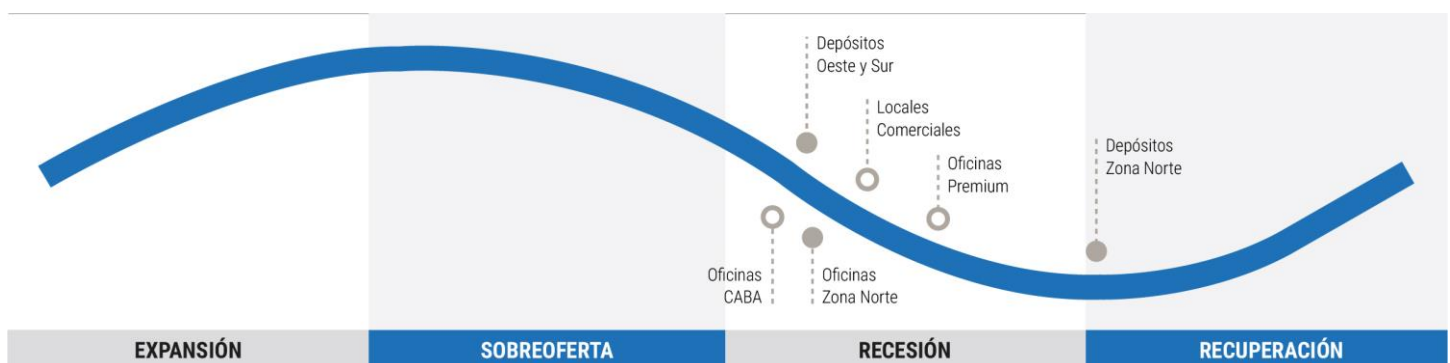 Depósitos
Oeste y Sur
Locales
Comerciales
Oficinas
Premium
Depósitos
Zona Norte
Oficinas
CABA
Oficinas
Zona Norte
EXPANSIÓN
SOBREOFERTA
RECESIÓN
RECUPERACIÓN